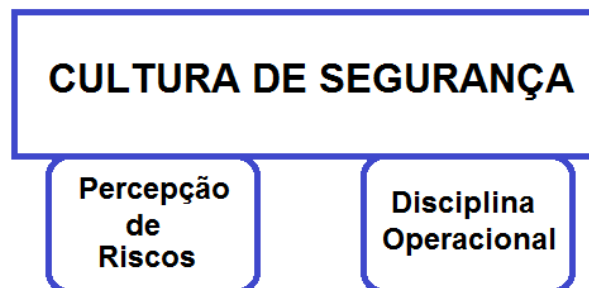 CULTURA DE SEGURANÇA
Percepção
de
Riscos
Disciplina
Operacional